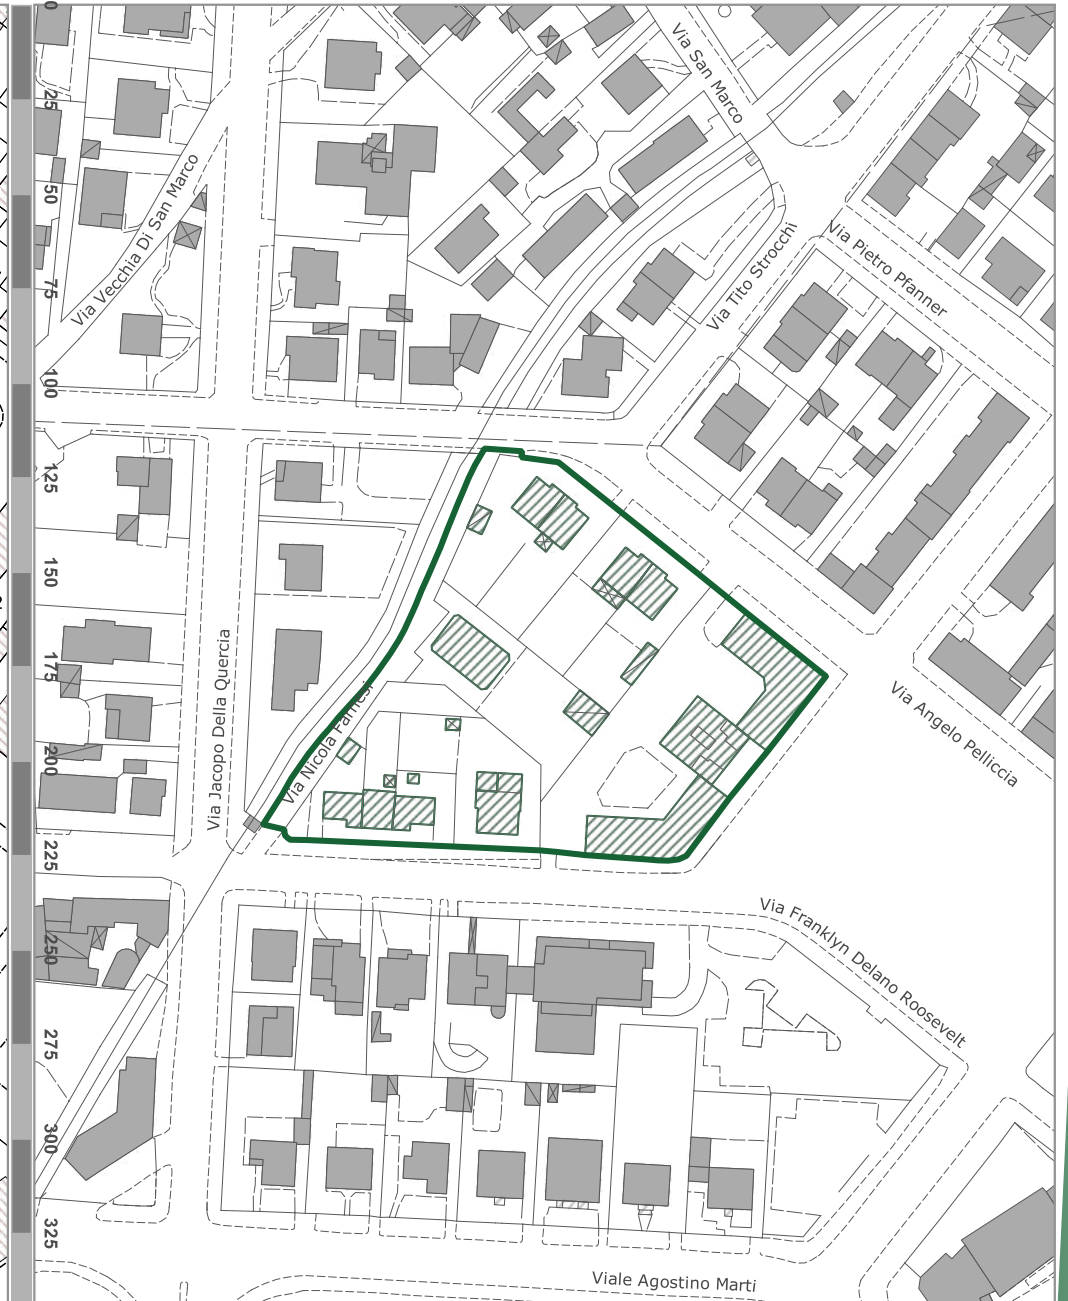 0
25
50
75
100
125
150
175
200
225
250
275
300
325
Via San Marco
Via Vecchia Di San Marco
Via Tito Strocchi
Via Pietro Pfanner
Via Jacopo Della Quercia
Via Nicola Farnesi
Via Angelo Pelliccia
Via Franklyn Delano Roosevelt
Viale Agostino Marti